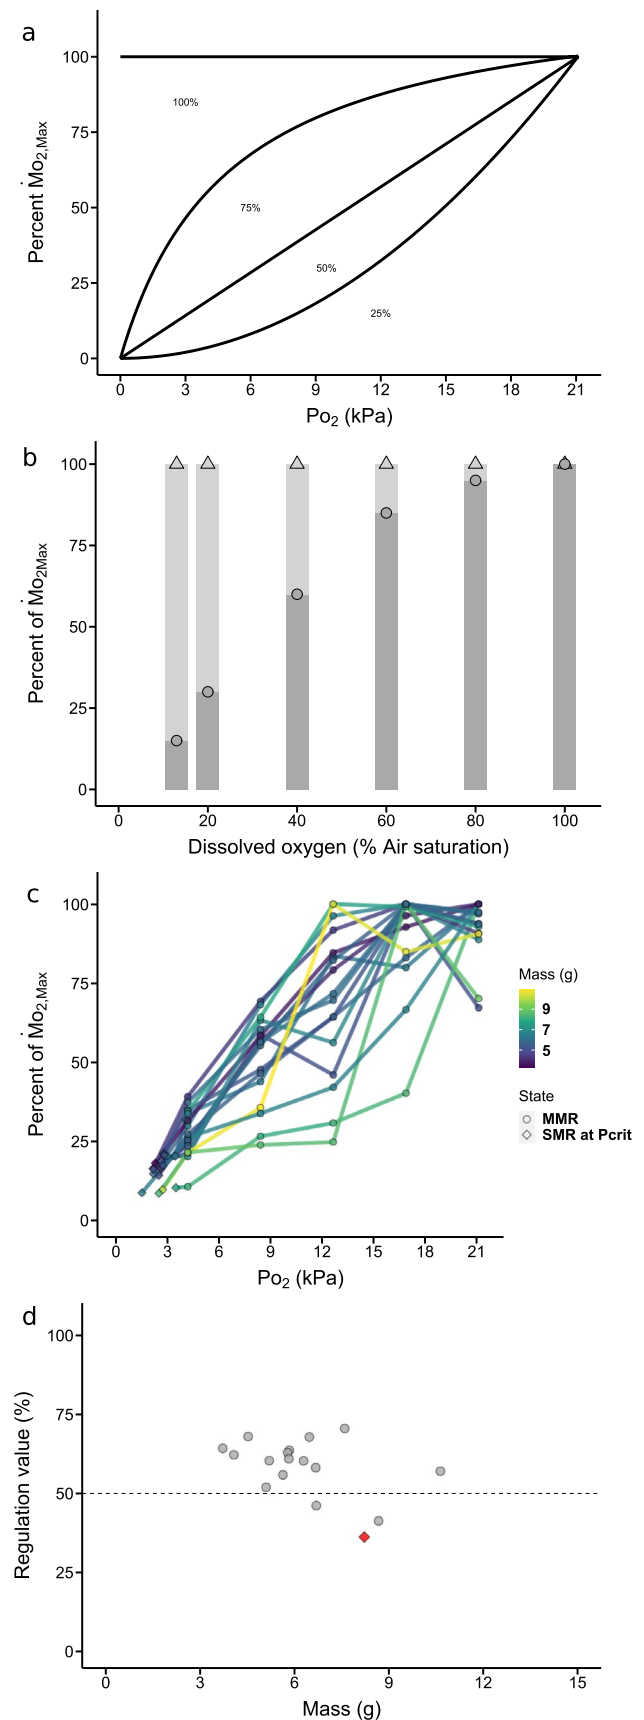 a
Percent Ṁo2,Max
100
75
50
25
0
100%
75%
50%
25%
0 3 6 9 12 15 18 21
Po2 (kPa)
b
Percent of Ṁo2Max
100
75
50
25
0
0 20 40 60 80 100
Dissolved oxygen (% Air saturation)
c
Percent of Ṁo2,Max
100
75
50
25
0
0 3 6 9 12 15 18 21
Po2 (kPa)
Mass (g)
9
7
5
State
MMR
SMR at Pcrit
d
Regulation value (%)
100
75
50
25
0
0 3 6 9 12 15
Mass (g)